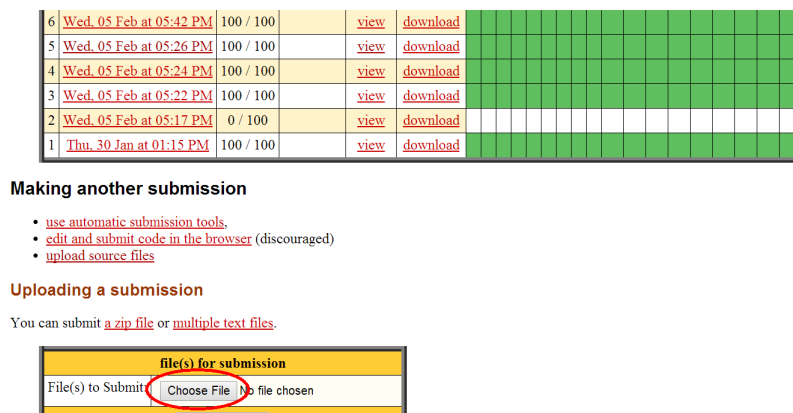 6 Wed, 05 Feb at 05:42 PM 100 / 100 view download
5 Wed, 05 Feb at 05:26 PM 100 / 100 view download
4 Wed, 05 Feb at 05:24 PM 100 / 100 view download
3 Wed, 05 Feb at 05:22 PM 100 / 100 view download
2 Wed, 05 Feb at 05:17 PM 0 / 100 view download
1 Thu, 30 Jan at 01:15 PM 100 / 100 view download
Making another submission
• use automatic submission tools,
• edit and submit code in the browser (discouraged)
• upload source files
Uploading a submission
You can submit a zip file or multiple text files.
file(s) for submission
File(s) to Submit: Choose File No file chosen